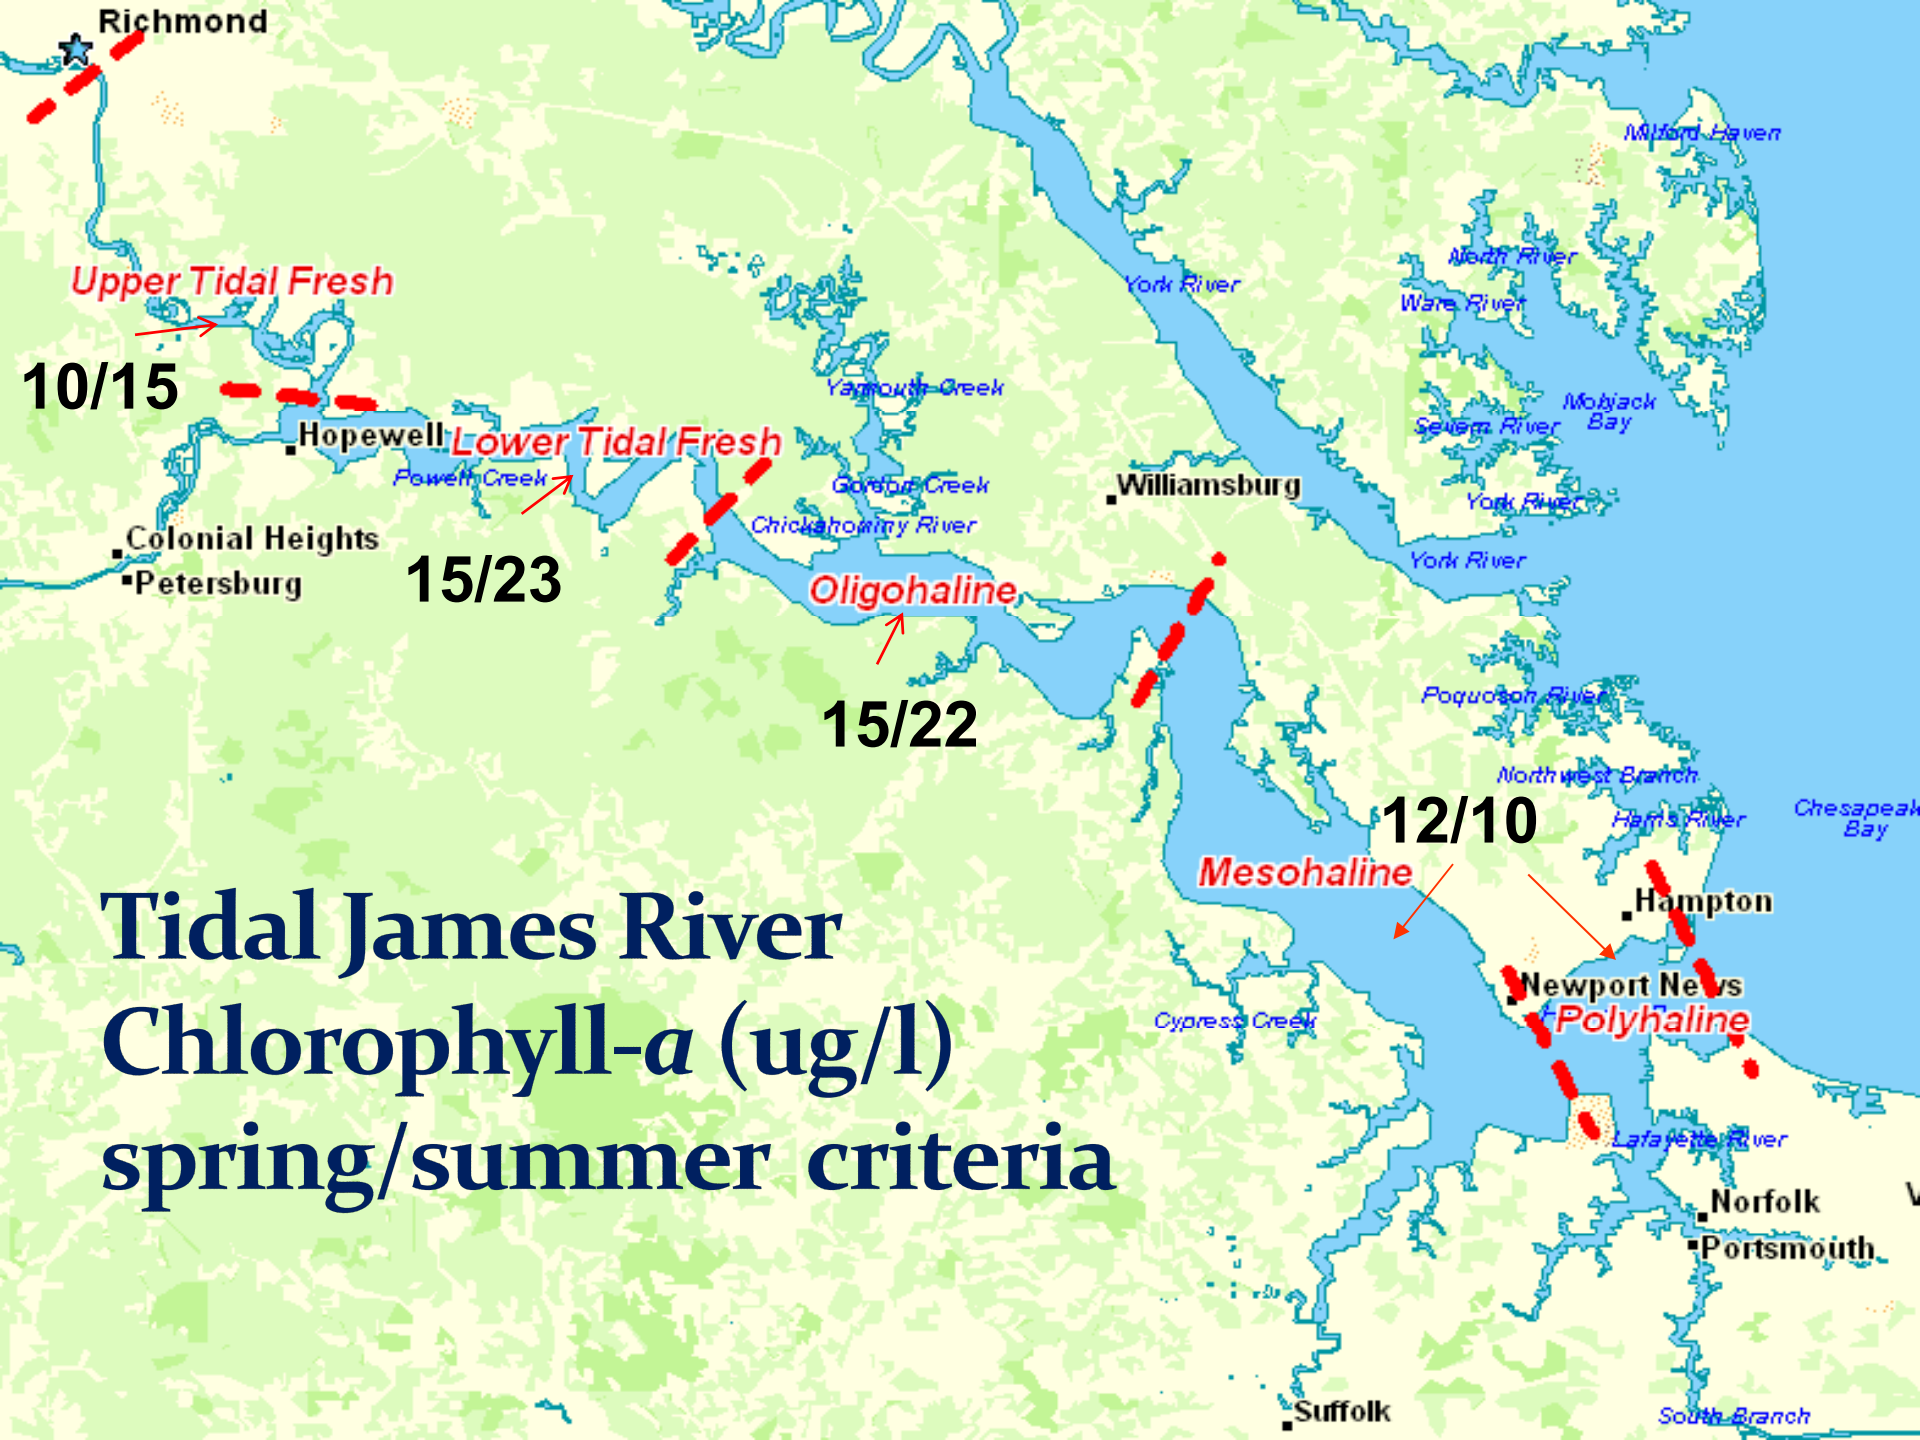 Richmond
Milford Haven
Upper Tidal Fresh
York River
North River
Ware River
10/15
Yarmouth Creek
Mobjack
Bay
Severn River
Hopewell
Lower Tidal Fresh
Powell Creek
Gordon Creek
Williamsburg
York River
Chickahominy River
Colonial Heights
Petersburg
15/23
York River
Oligohaline
15/22
Poquoson River
Northwest Branch
12/10
Harris River
Chesapeak
Bay
Mesohaline
Hampton
Newport News
Polyhaline
Cypress Creek
Tidal James River
Chlorophyll-a (ug/l)
spring/summer criteria
Lafayette River
Norfolk
Portsmouth
Suffolk
South Branch